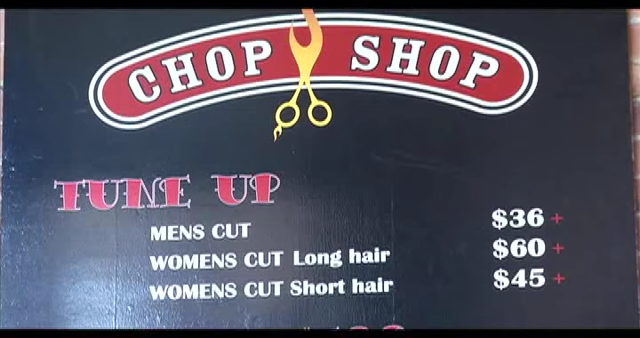 CHOP SHOP
TUNE UP
MENS CUT $36 +
WOMENS CUT Long hair $60 +
WOMENS CUT Short hair $45 +